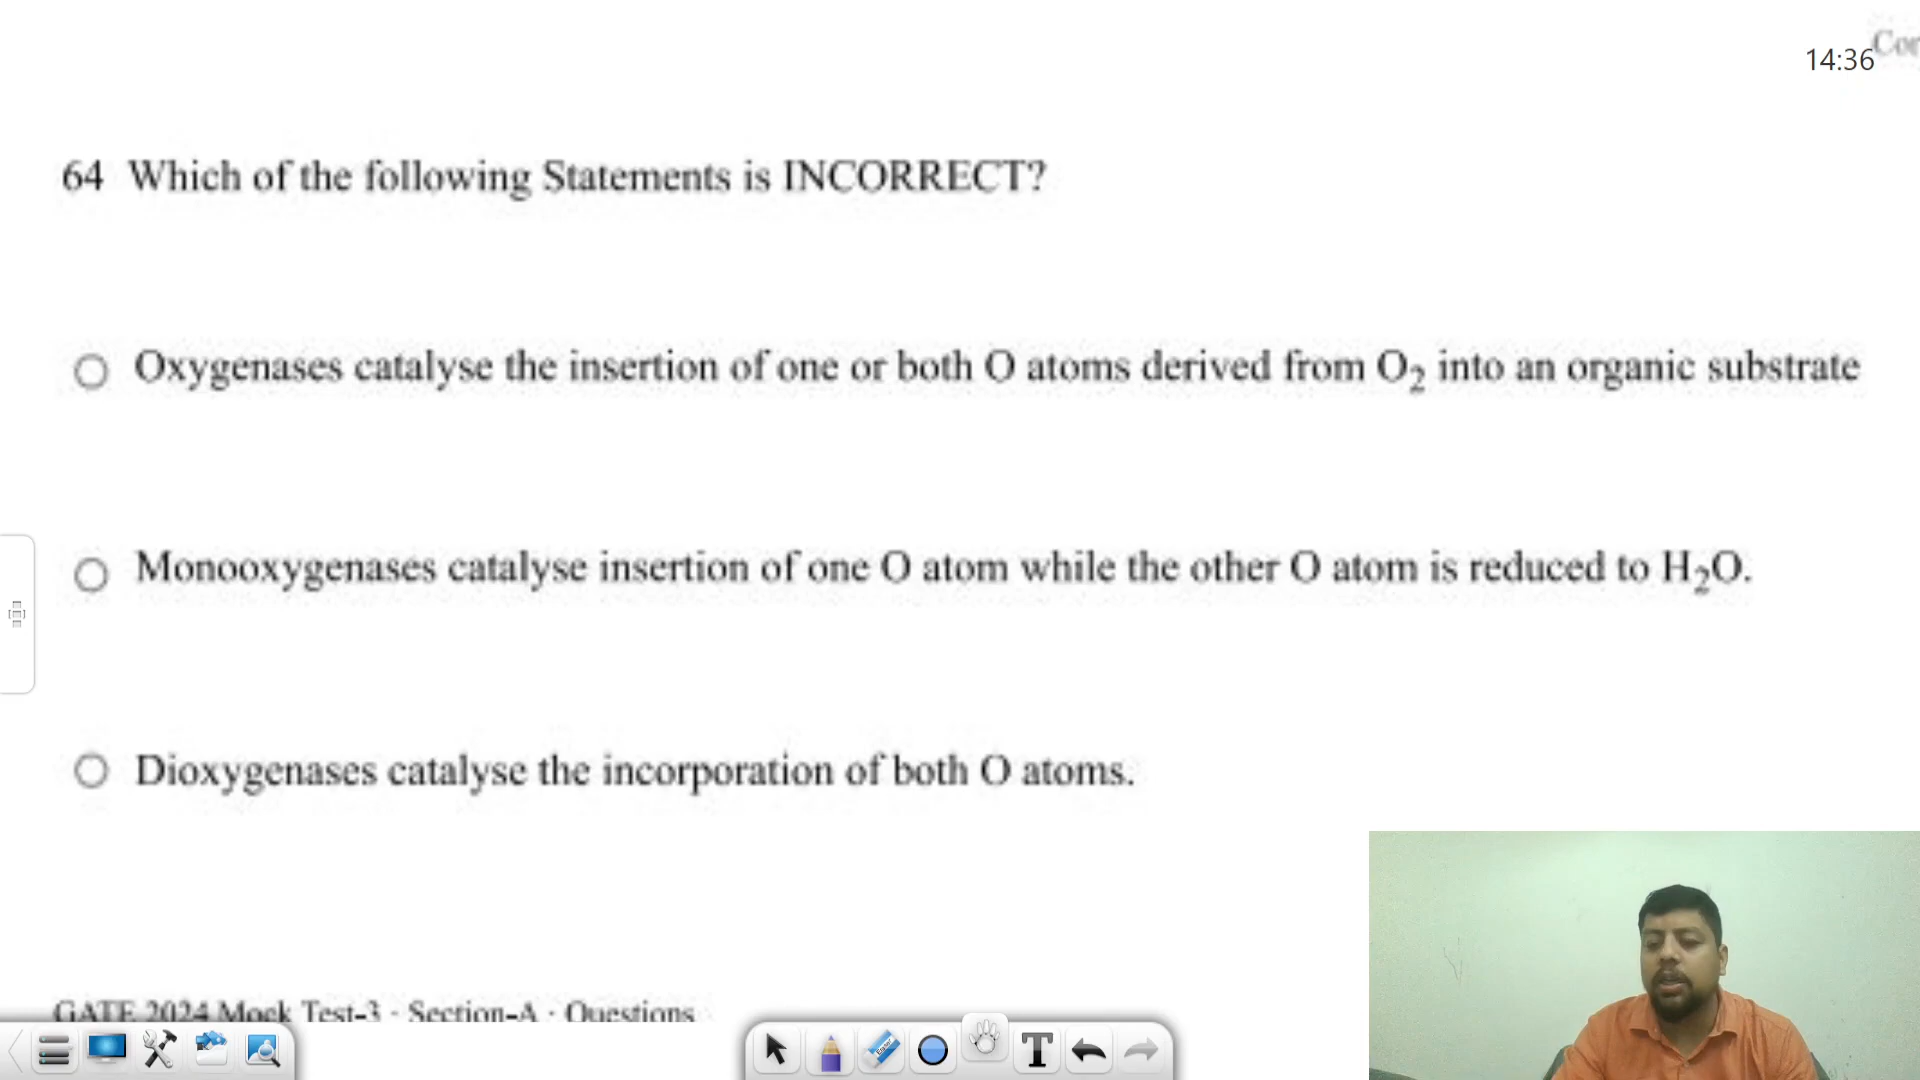 Cor
14:36
64 Which of the following Statements is INCORRECT?
Oxygenases catalyse the insertion of one or both O atoms derived from O₂ into an organic substrate
Monooxygenases catalyse insertion of one O atom while the other O atom is reduced to H₂O.
Dioxygenases catalyse the incorporation of both O atoms.
GATE 2024 Mock Test-3 - Section-A - Questions
T